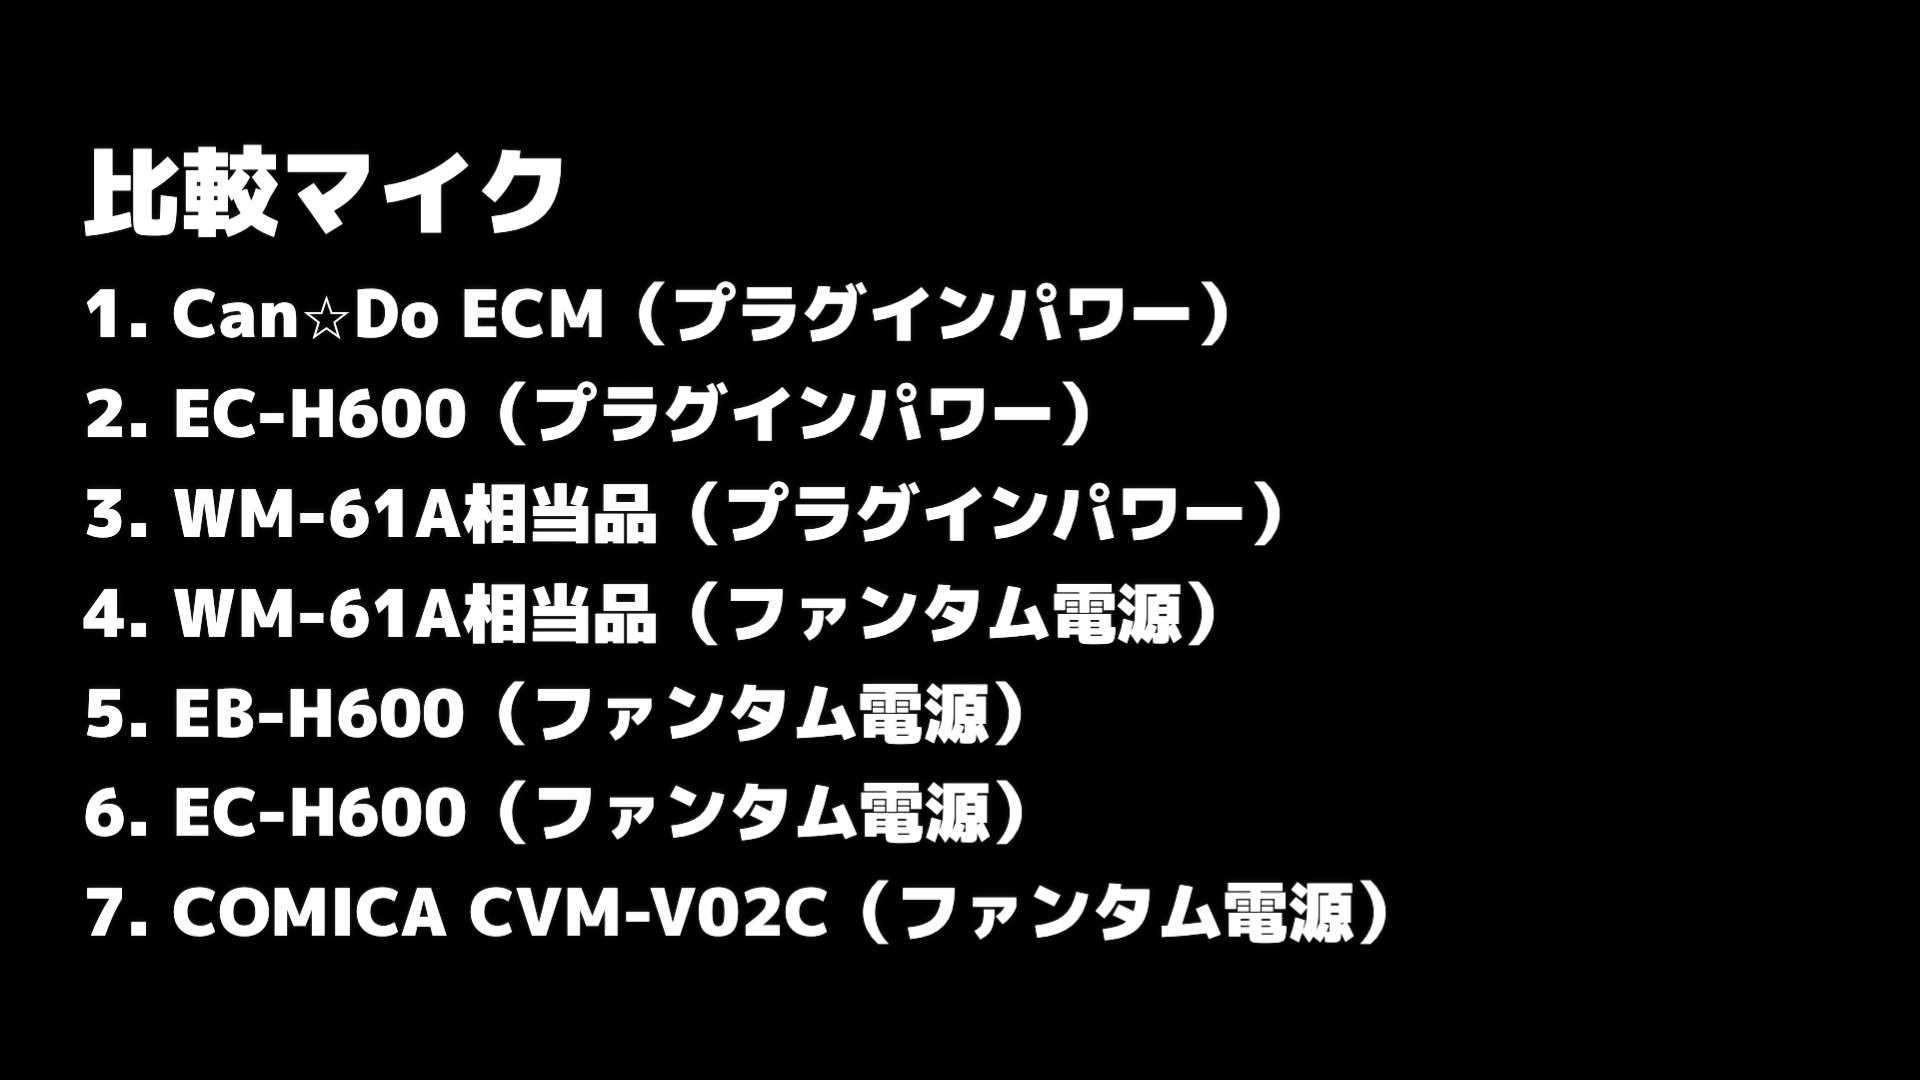 比較マイク
1. Can☆Do ECM（プラグインパワー）
2. EC-H600（プラグインパワー）
3. WM-61A相当品（プラグインパワー）
4. WM-61A相当品（ファンタム電源）
5. EB-H600（ファンタム電源）
6. EC-H600（ファンタム電源）
7. COMICA CVM-V02C（ファンタム電源）